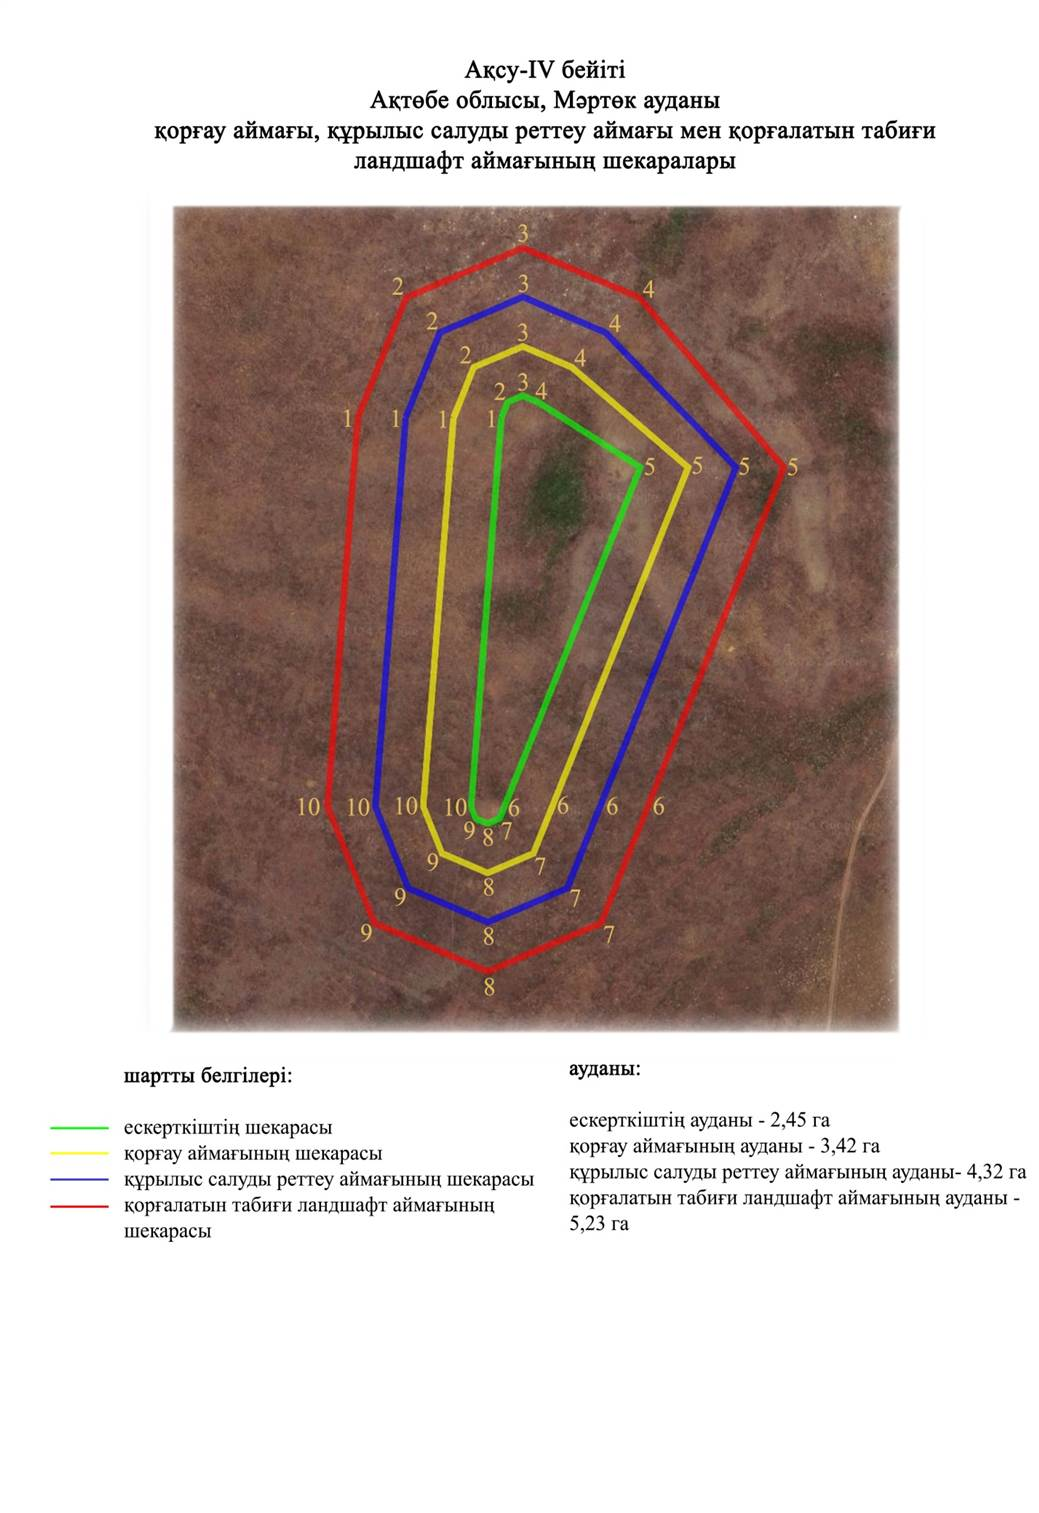 Ақсу-IV бейіті
Ақтөбе облысы, Мәртөк ауданы
қорғау аймағы, құрылыс салуды реттеу аймағы мен қорғалатын табиғи
ландшафт аймағының шекаралары
3
2
4
3
2
4
3
2
4
3
2
4
1
1
1
1
5
5
5
5
10
10
10
10
6
6
6
6
9
8
7
9
7
8
9
7
8
9
7
8
шартты белгілері:
ескерткіштің шекарасы
қорғау аймағының шекарасы
құрылыс салуды реттеу аймағының шекарасы
қорғалатын табиғи ландшафт аймағының
шекарасы
ауданы:
ескерткіштің ауданы - 2,45 га
қорғау аймағының ауданы - 3,42 га
құрылыс салуды реттеу аймағының ауданы- 4,32 га
қорғалатын табиғи ландшафт аймағының ауданы -
5,23 га